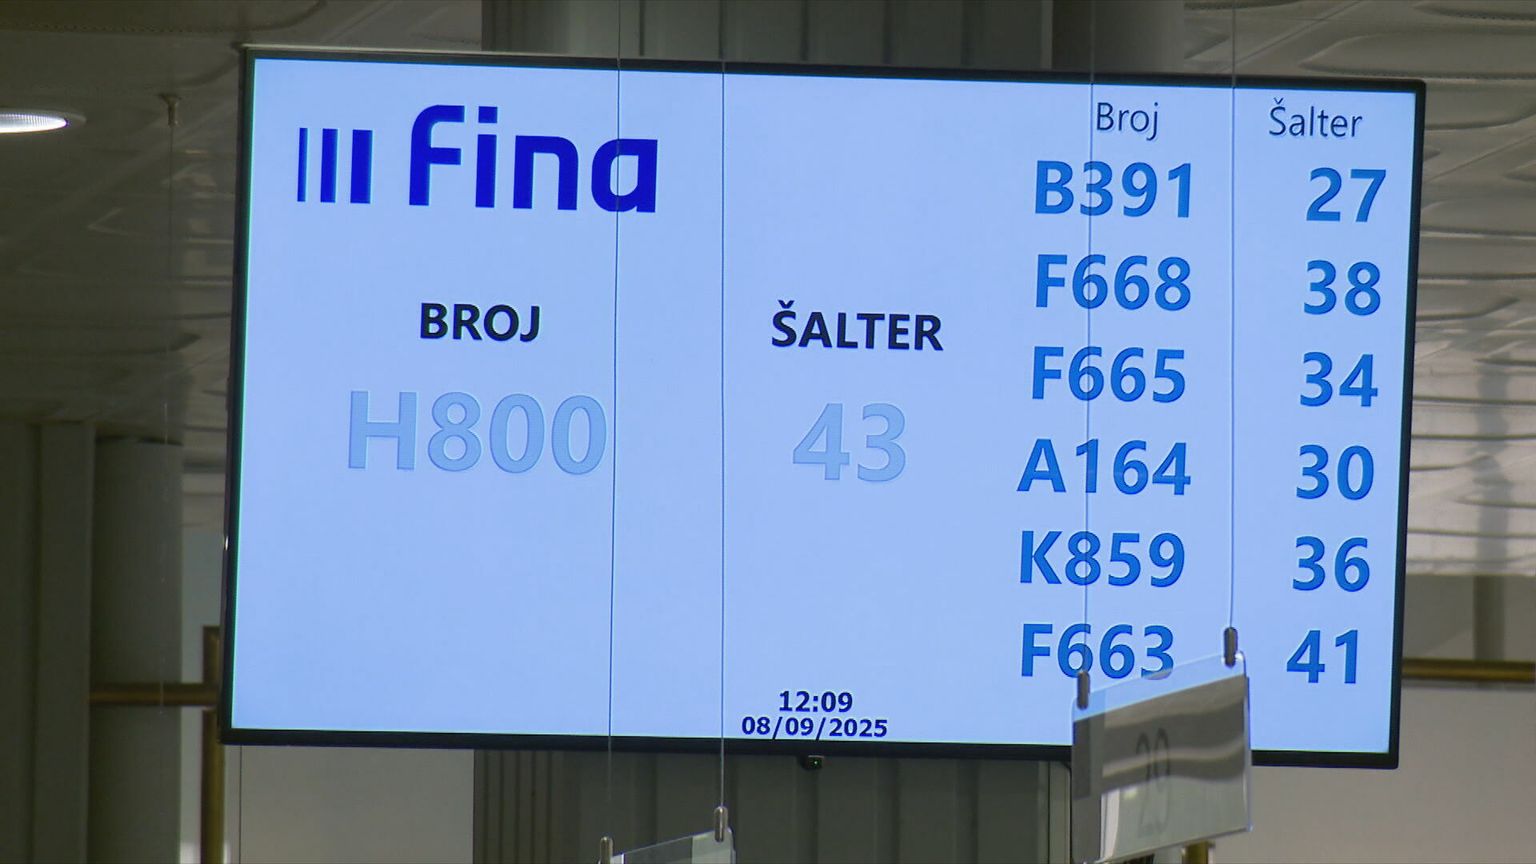 fina
BROJ ŠALTER
H800 43
Broj Šalter
B391 27
F668 38
F665 34
A164 30
K859 36
F663 41
12:09
08/09/2025
29